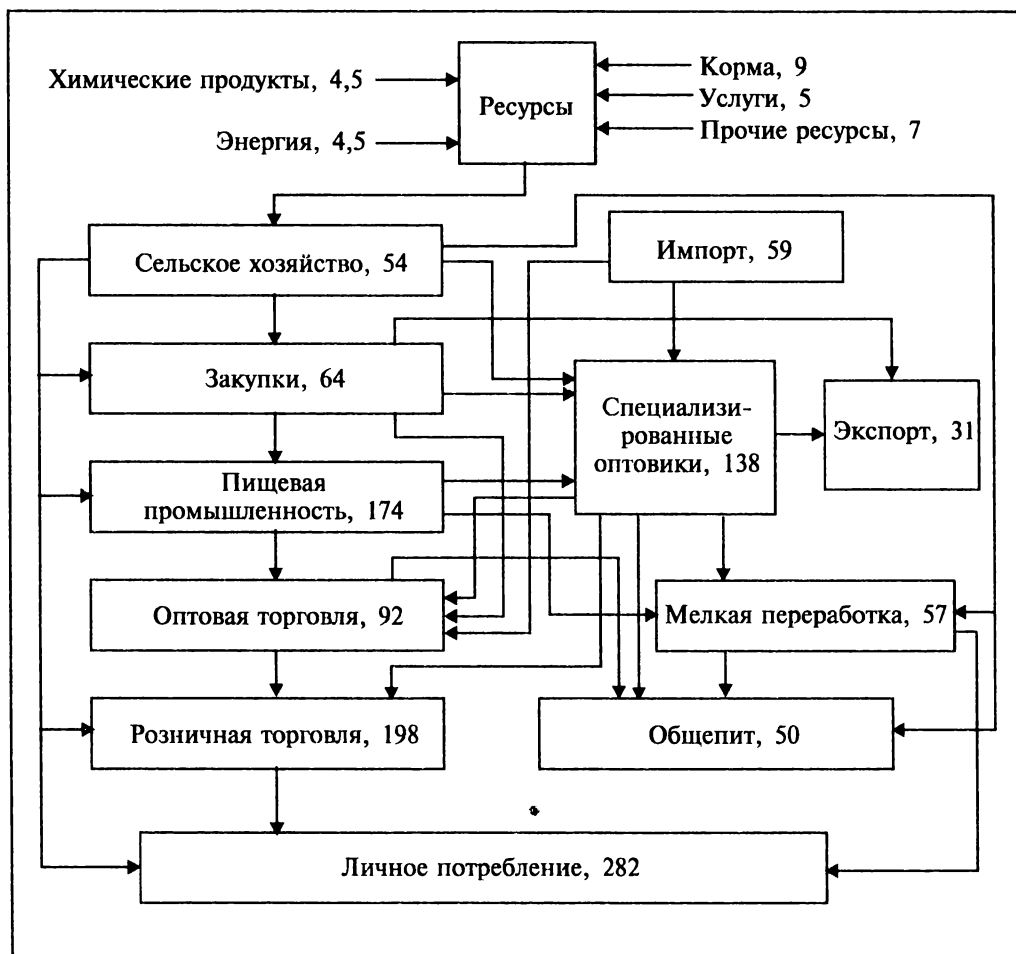 Химические продукты, 4,5
Энергия, 4,5
Ресурсы
Корма, 9
Услуги, 5
Прочие ресурсы, 7
Сельское хозяйство, 54
Импорт, 59
Закупки, 64
Специализи-
рованные
оптовики, 138
Экспорт, 31
Пищевая
промышленность, 174
Оптовая торговля, 92
Мелкая переработка, 57
Розничная торговля, 198
Общепит, 50
Личное потребление, 282